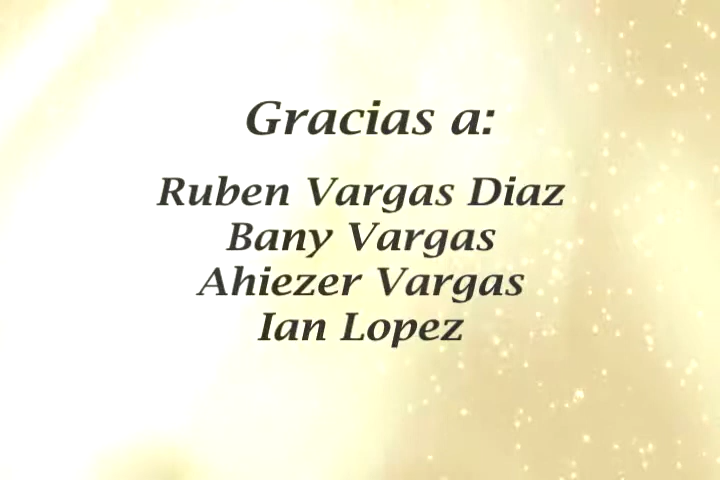 Gracias a:
Ruben Vargas Diaz
Bany Vargas
Ahiezer Vargas
Ian Lopez